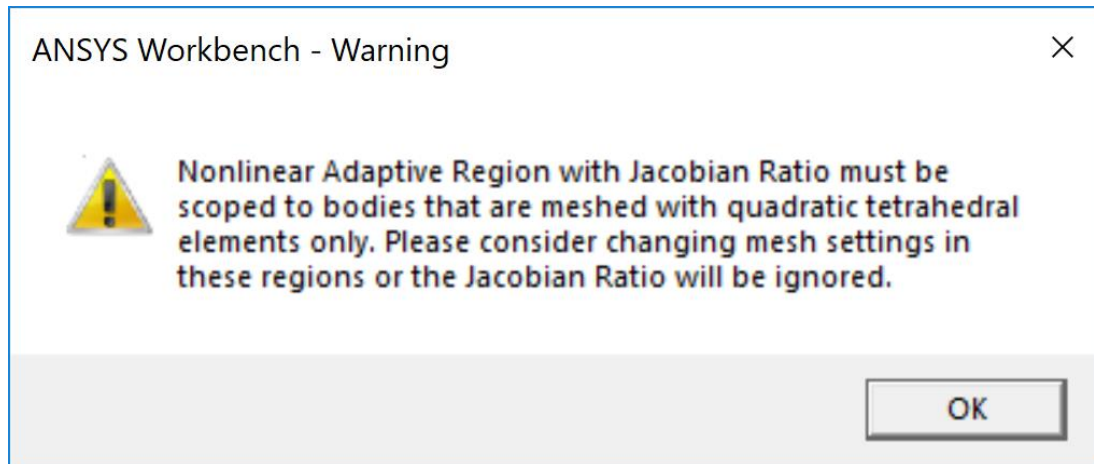 ANSYS Workbench - Warning
Nonlinear Adaptive Region with Jacobian Ratio must be
scoped to bodies that are meshed with quadratic tetrahedral
elements only. Please consider changing mesh settings in
these regions or the Jacobian Ratio will be ignored.
OK